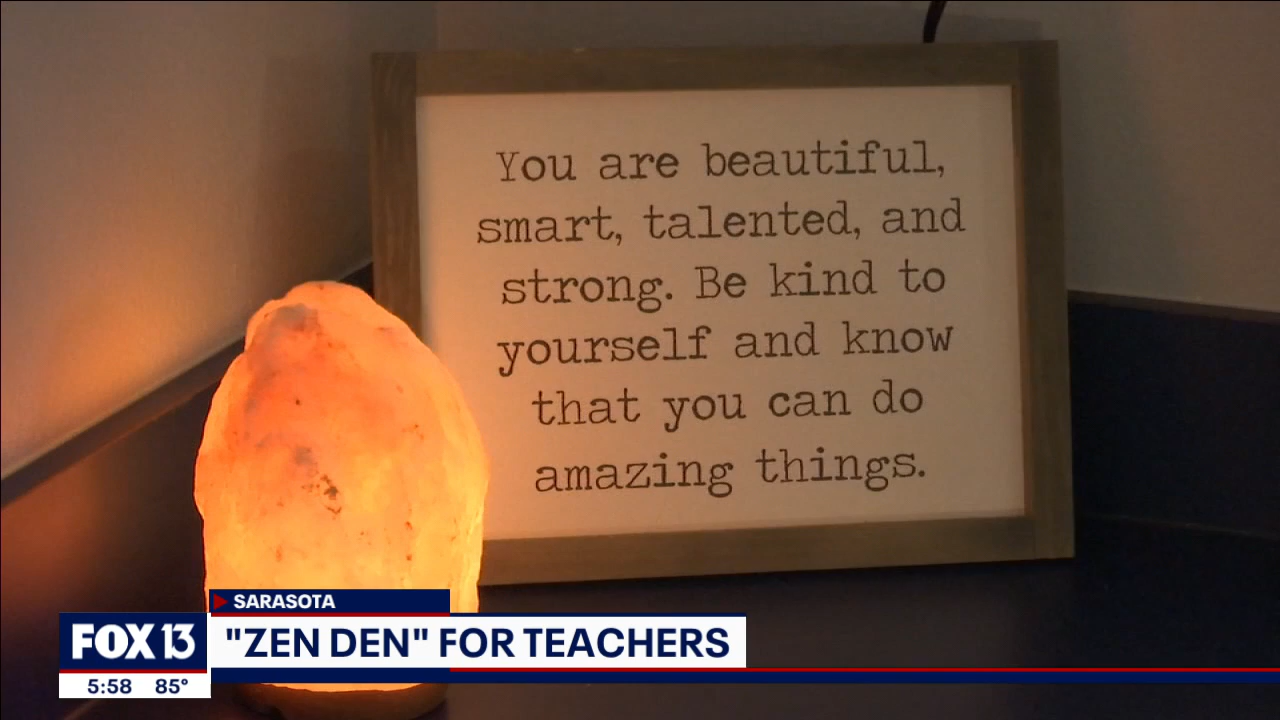 You are beautiful,
smart, talented, and
strong. Be kind to
yourself and know
that you can do
amazing things.
SARASOTA
FOX 13
"ZEN DEN" FOR TEACHERS
5:58 85°